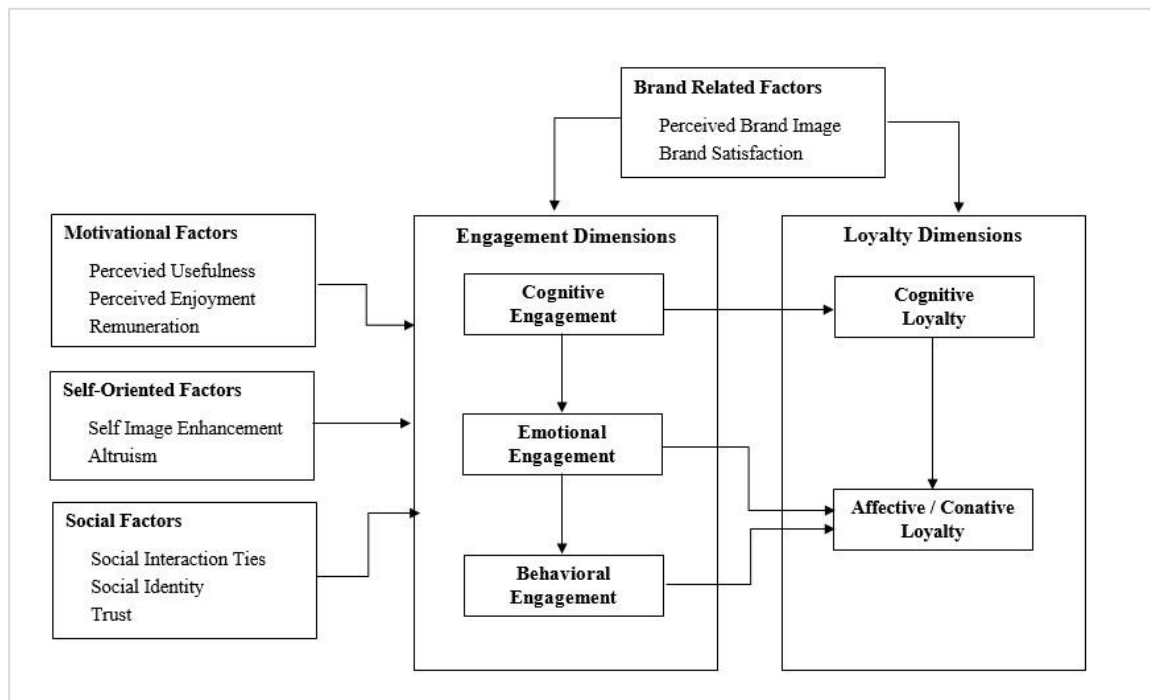 Brand Related Factors
Perceived Brand Image
Brand Satisfaction
Motivational Factors
Percevied Usefulness
Perceived Enjoyment
Remuneration
Self-Oriented Factors
Self Image Enhancement
Altruism
Social Factors
Social Interaction Ties
Social Identity
Trust
Engagement Dimensions
Cognitive
Engagement
Emotional
Engagement
Behavioral
Engagement
Loyalty Dimensions
Cognitive
Loyalty
Affective / Conative
Loyalty